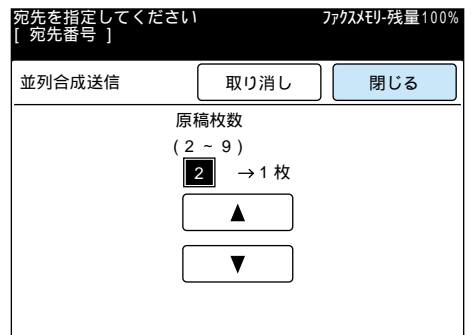 宛先を指定してください ﾌｧｸｽﾒﾓﾘｰ残量100%
[ 宛先番号 ]
並列合成送信 取り消し 閉じる
原稿枚数
( 2 ~ 9 )
2 →1 枚
▲
▼